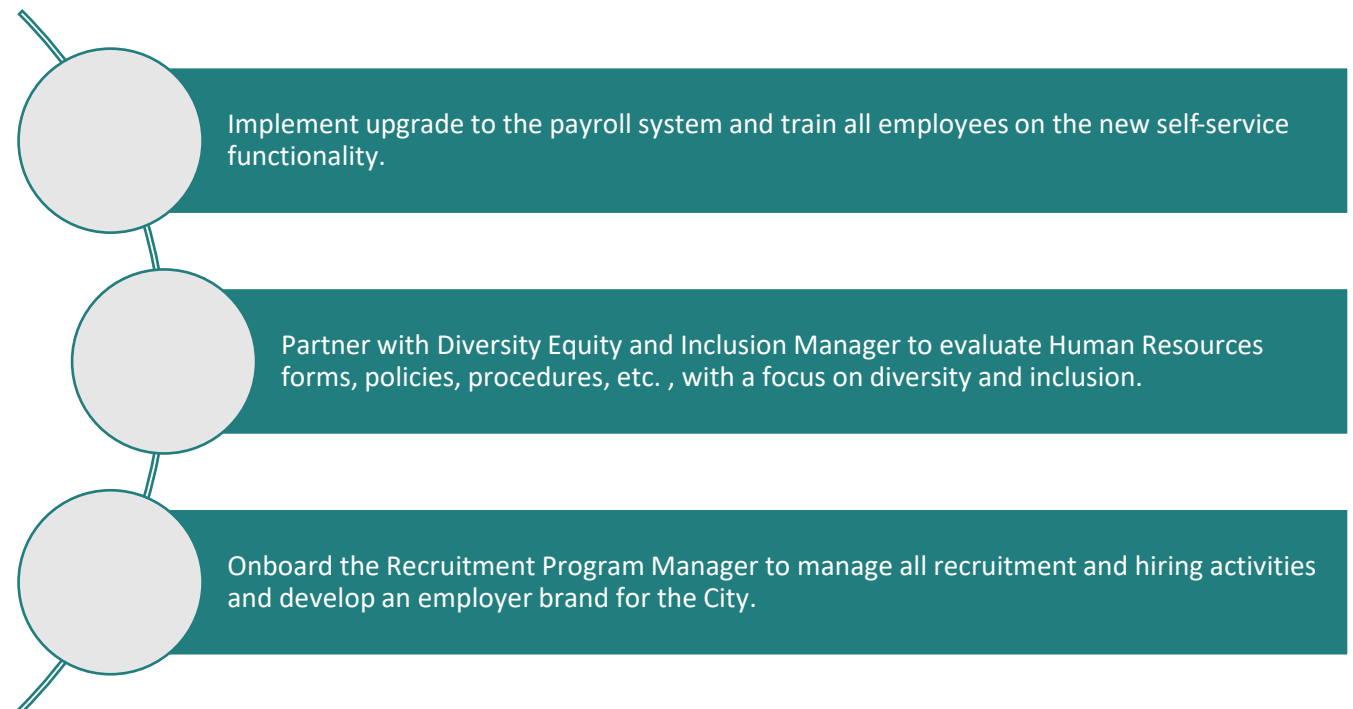 Implement upgrade to the payroll system and train all employees on the new self-service
functionality.
Partner with Diversity Equity and Inclusion Manager to evaluate Human Resources
forms, policies, procedures, etc. , with a focus on diversity and inclusion.
Onboard the Recruitment Program Manager to manage all recruitment and hiring activities
and develop an employer brand for the City.